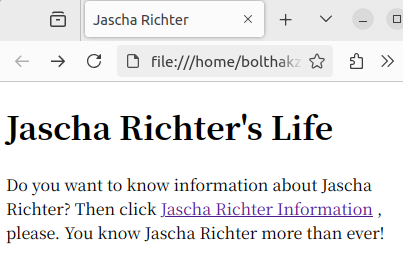 Jascha Richter
file:///home/bolthak
Jascha Richter's Life
Do you want to know information about Jascha
Richter? Then click Jascha Richter Information ,
please. You know Jascha Richter more than ever!